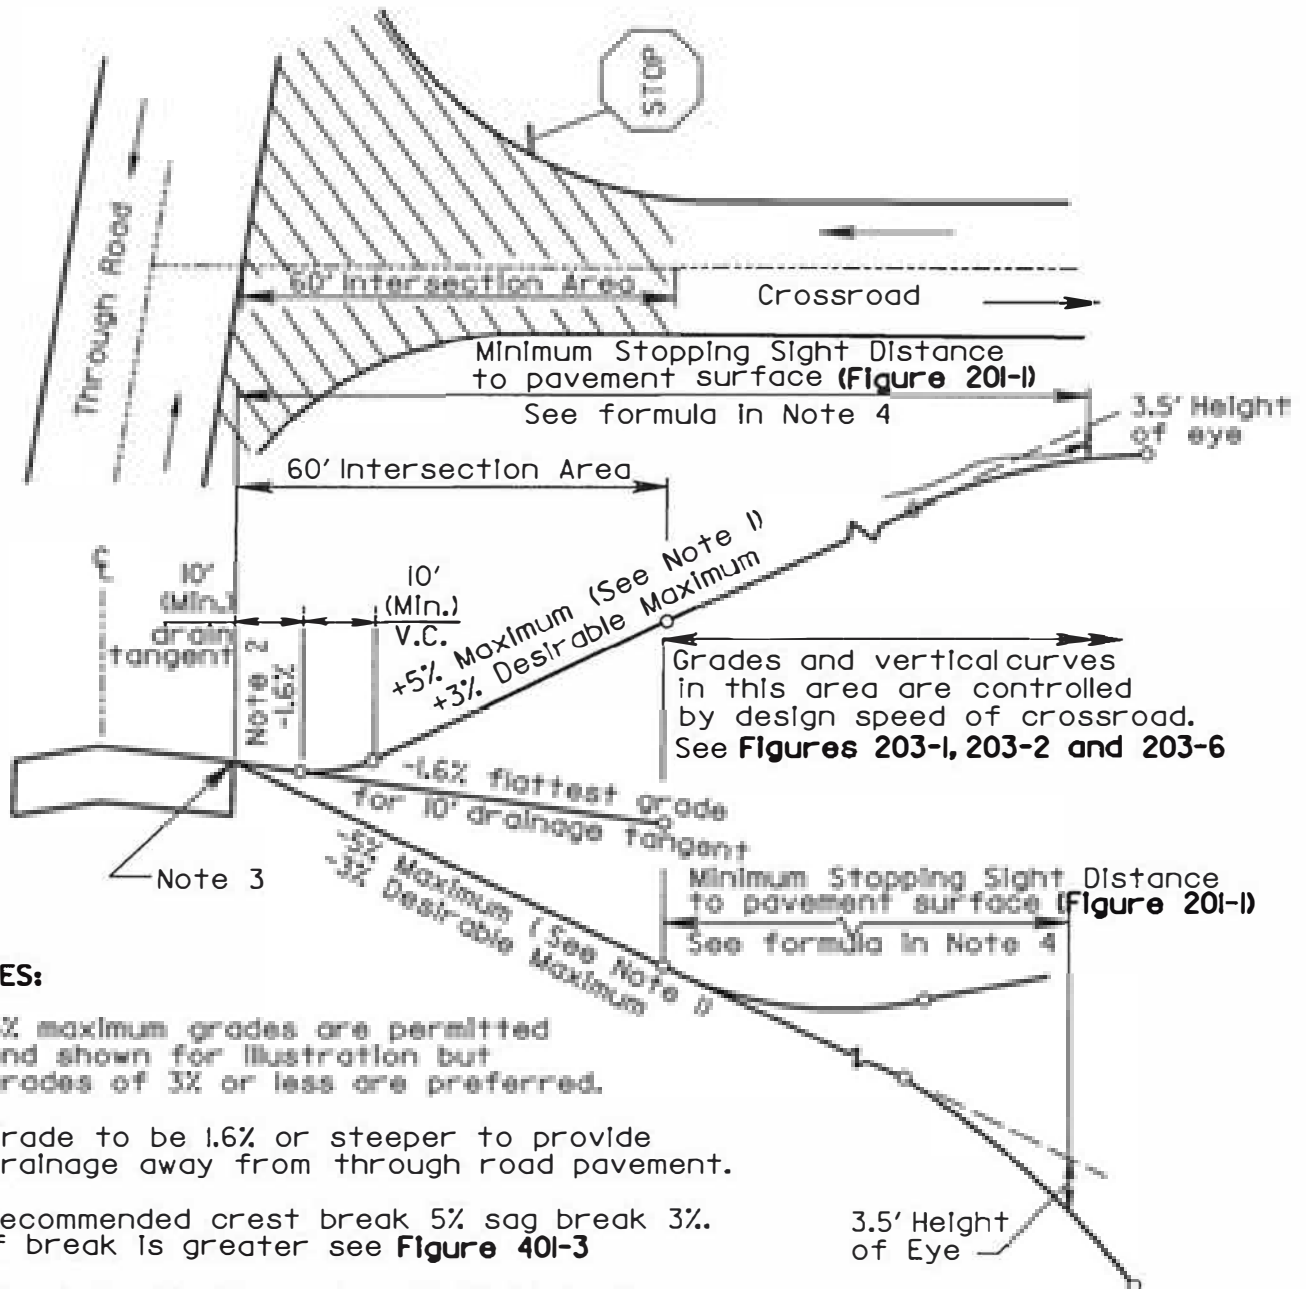 STOP
Through Road
60' Intersection Area
Crossroad
Minimum Stopping Sight Distance
to pavement surface (Figure 201-1)
See formula in Note 4
3.5' Height
of eye
60' Intersection Area
10'
(Min.)
drain
tangent
Note 2
-1.6%
10'
(Min.)
V.C.
+5% Maximum (See Note 1)
+3% Desirable Maximum
Grades and vertical curves
in this area are controlled
by design speed of crossroad.
See Figures 203-1, 203-2 and 203-6
-1.6% flattest grade
for 10' drainage tangent
-5% Maximum (See Note 1)
-3% Desirable Maximum
Note 3
Minimum Stopping Sight Distance
to pavement surface (Figure 201-1)
See formula in Note 4
ES:
% maximum grades are permitted
nd shown for illustration but
rades of 3% or less are preferred.
rade to be 1.6% or steeper to provide
rainage away from through road pavement.
ecommended crest break 5% sag break 3%.
f break is greater see Figure 401-3
3.5' Height
of Eye